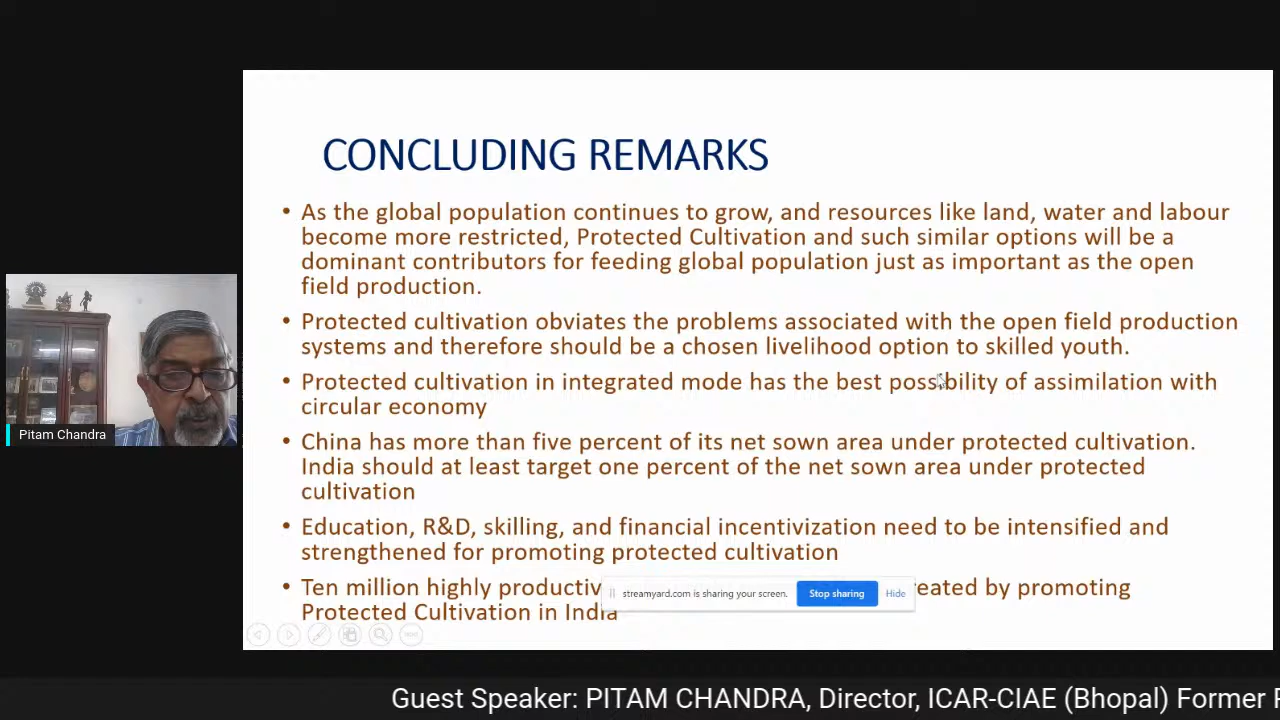 CONCLUDING REMARKS
• As the global population continues to grow, and resources like land, water and labour
become more restricted, Protected Cultivation and such similar options will be a
dominant contributors for feeding global population just as important as the open
field production.
• Protected cultivation obviates the problems associated with the open field production
systems and therefore should be a chosen livelihood option to skilled youth.
• Protected cultivation in integrated mode has the best possibility of assimilation with
circular economy
• China has more than five percent of its net sown area under protected cultivation.
India should at least target one percent of the net sown area under protected
cultivation
• Education, R&D, skilling, and financial incentivization need to be intensified and
strengthened for promoting protected cultivation
• Ten million highly by promoting
Protected Cultivation in India
streamyard.com is sharing your screen. Stop sharing Hide
Pitam Chandra
Guest Speaker: PITAM CHANDRA, Director, ICAR-CIAE (Bhopal) Former